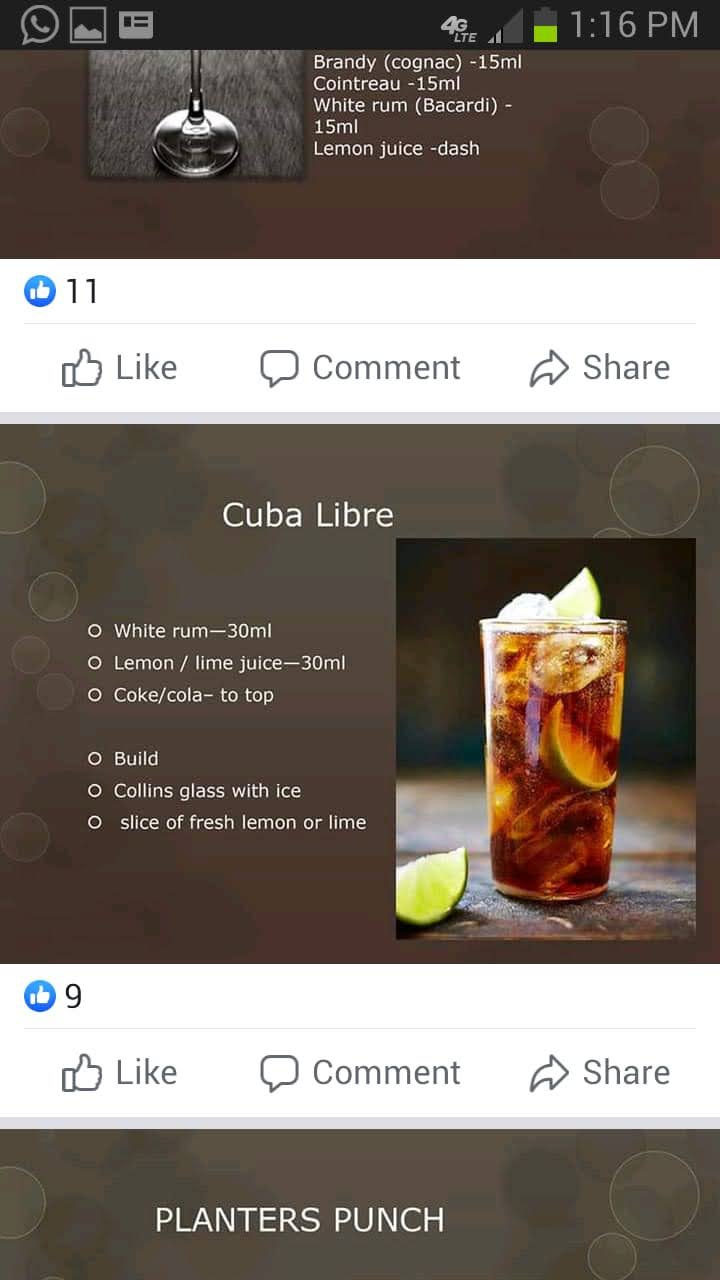 4G LTE 1:16 PM
Brandy (cognac) -15ml
Cointreau -15ml
White rum (Bacardi) -
15ml
Lemon juice -dash
11
Like Comment Share
Cuba Libre
White rum—30ml
Lemon / lime juice—30ml
Coke/cola– to top
Build
Collins glass with ice
slice of fresh lemon or lime
9
Like Comment Share
PLANTERS PUNCH